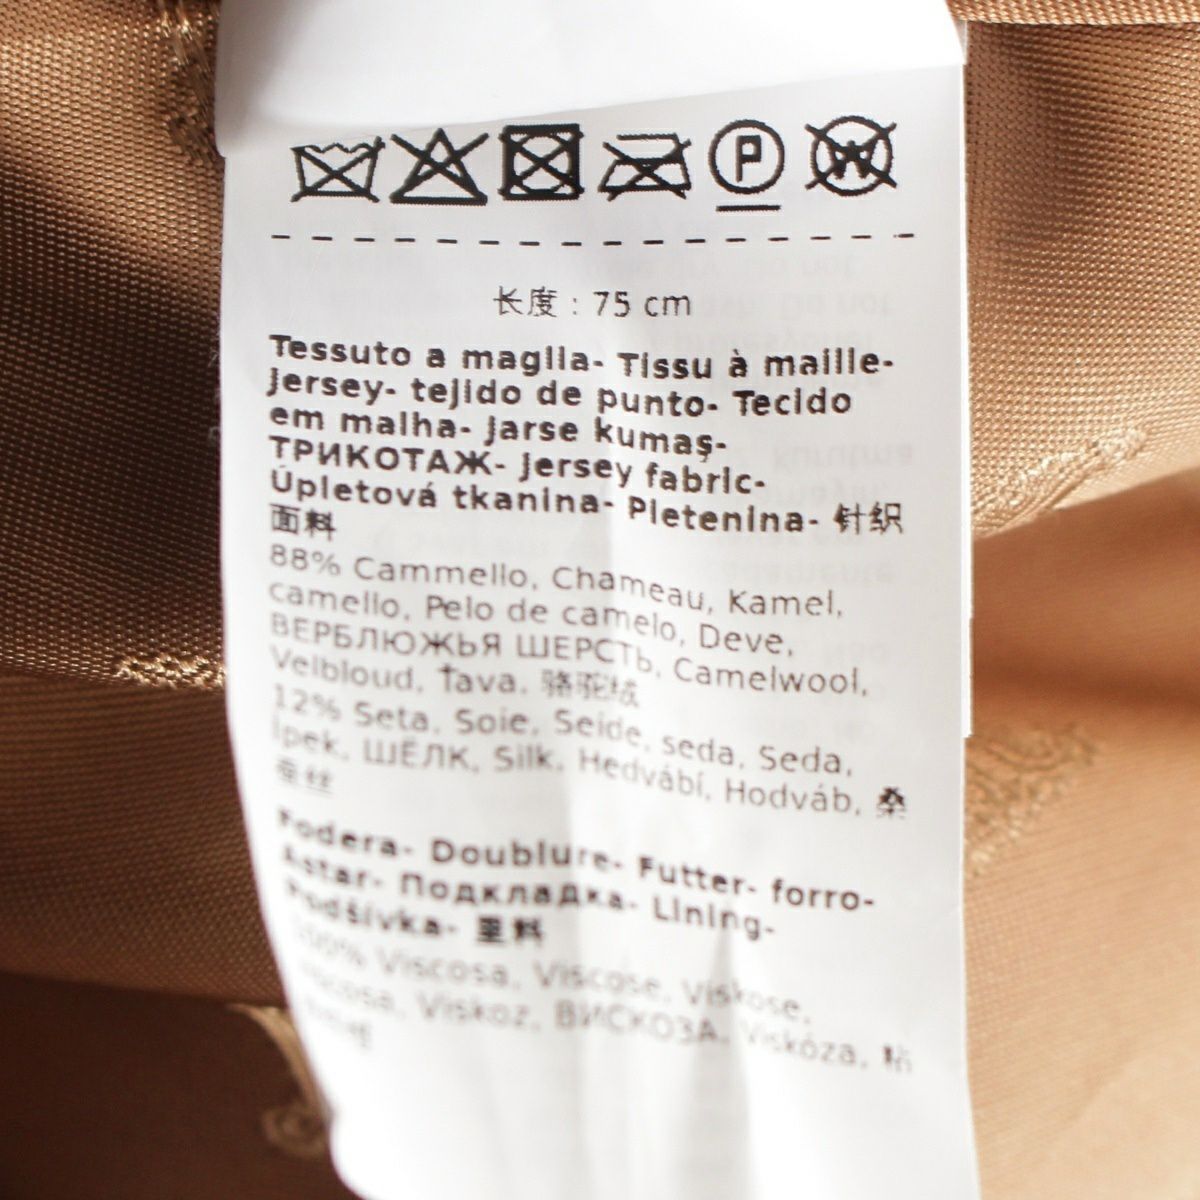 P W
长度：75 cm
Tessuto a maglia- Tissu à maille-
Jersey- tejido de punto- Tecido
em malha- Jarse kumaş-
ТРИКОТАЖ- Jersey fabric-
Úpletová tkanina- Pletenina- 针织
面料
88% Cammello, Chameau, Kamel,
camello, Pelo de camelo, Deve,
ВЕРБЛЮЖЬЯ ШЕРСТЬ, Camelwool,
Velbloud, Ťava, 骆驼绒
12% Seta, Soie, Seide, seda, Seda,
İpek, ШЁЛК, Silk, Hedvábí, Hodváb, 桑
蚕丝
Fodera- Doublure- Futter- forro-
Astar- Подкладка- Lining-
Podšívka- 里料
100% Viscosa, Viscose, Viskose,
viscosa, Viskoz, ВИСКОЗА, Viskóza, 粘